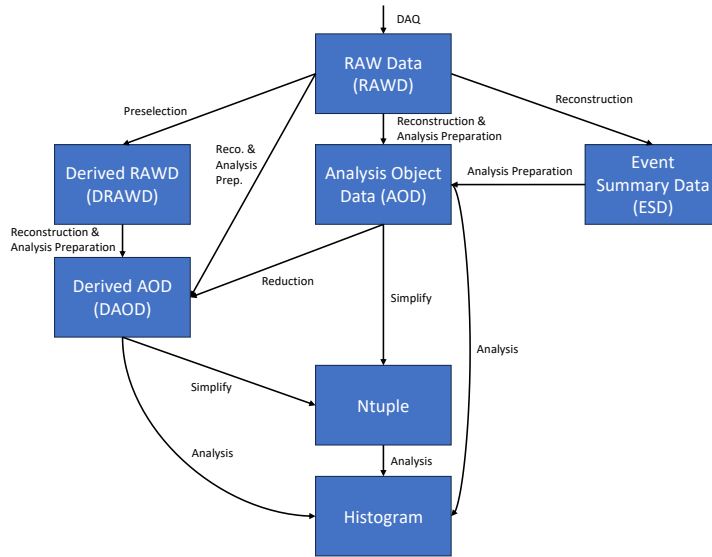 DAQ
RAW Data
(RAWD)
Preselection
Reconstruction
Reconstruction &
Analysis Preparation
Reco. &
Analysis
Prep.
Derived RAWD
(DRAWD)
Analysis Object
Data (AOD)
Analysis Preparation
Event
Summary Data
(ESD)
Reconstruction &
Analysis Preparation
Derived AOD
(DAOD)
Reduction
Simplify
Analysis
Simplify
Ntuple
Analysis
Analysis
Histogram